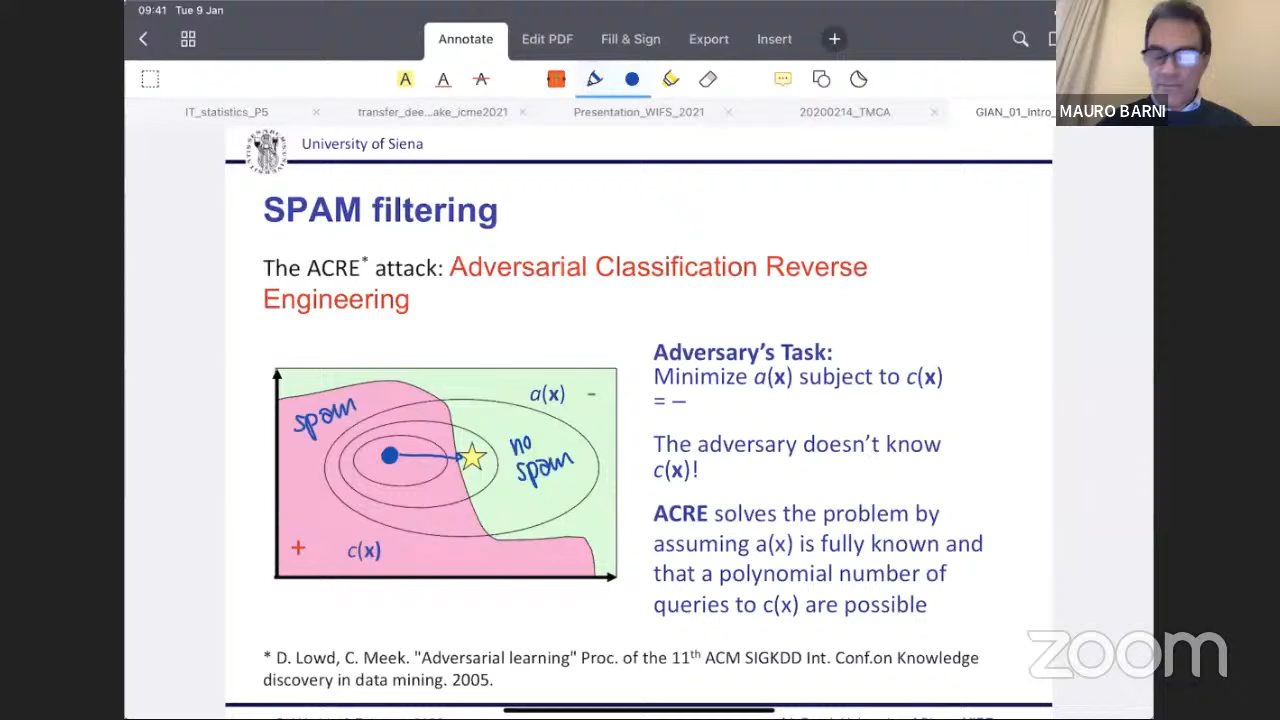 09:41 Tue 9 Jan
Annotate Edit PDF Fill & Sign Export Insert
MAURO BARNI
IT_statistics_P5 transfer_dee...ake_icme2021 Presentation_WIFS_2021 20200214_TMCA GIAN_01_Intro_
University of Siena
SPAM filtering
The ACRE* attack: Adversarial Classification Reverse
Engineering
a(x) -
spam
no
spam
+ c(x)
Adversary's Task:
Minimize a(x) subject to c(x)
= –
The adversary doesn't know
c(x)!
ACRE solves the problem by
assuming a(x) is fully known and
that a polynomial number of
queries to c(x) are possible
* D. Lowd, C. Meek. "Adversarial learning" Proc. of the 11th ACM SIGKDD Int. Conf.on Knowledge
discovery in data mining. 2005.
zoom